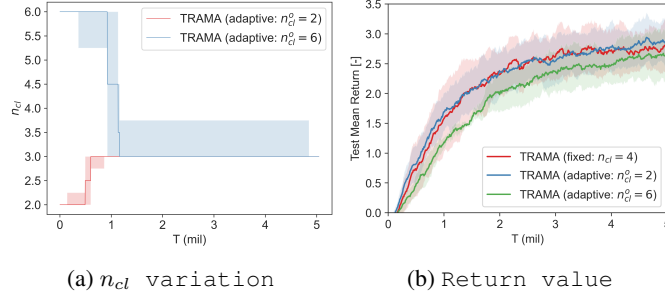 6.0
5.5
5.0
4.5
4.0
3.5
3.0
2.5
2.0
n_cl
0 1 2 3 4 5
T (mil)
TRAMA (adaptive: n^o_cl = 2)
TRAMA (adaptive: n^o_cl = 6)
(a) n_cl variation
3.5
3.0
2.5
2.0
1.5
1.0
0.5
0.0
Test Mean Return [-]
0 1 2 3 4 5
T (mil)
TRAMA (fixed: n_cl = 4)
TRAMA (adaptive: n^o_cl = 2)
TRAMA (adaptive: n^o_cl = 6)
(b) Return value